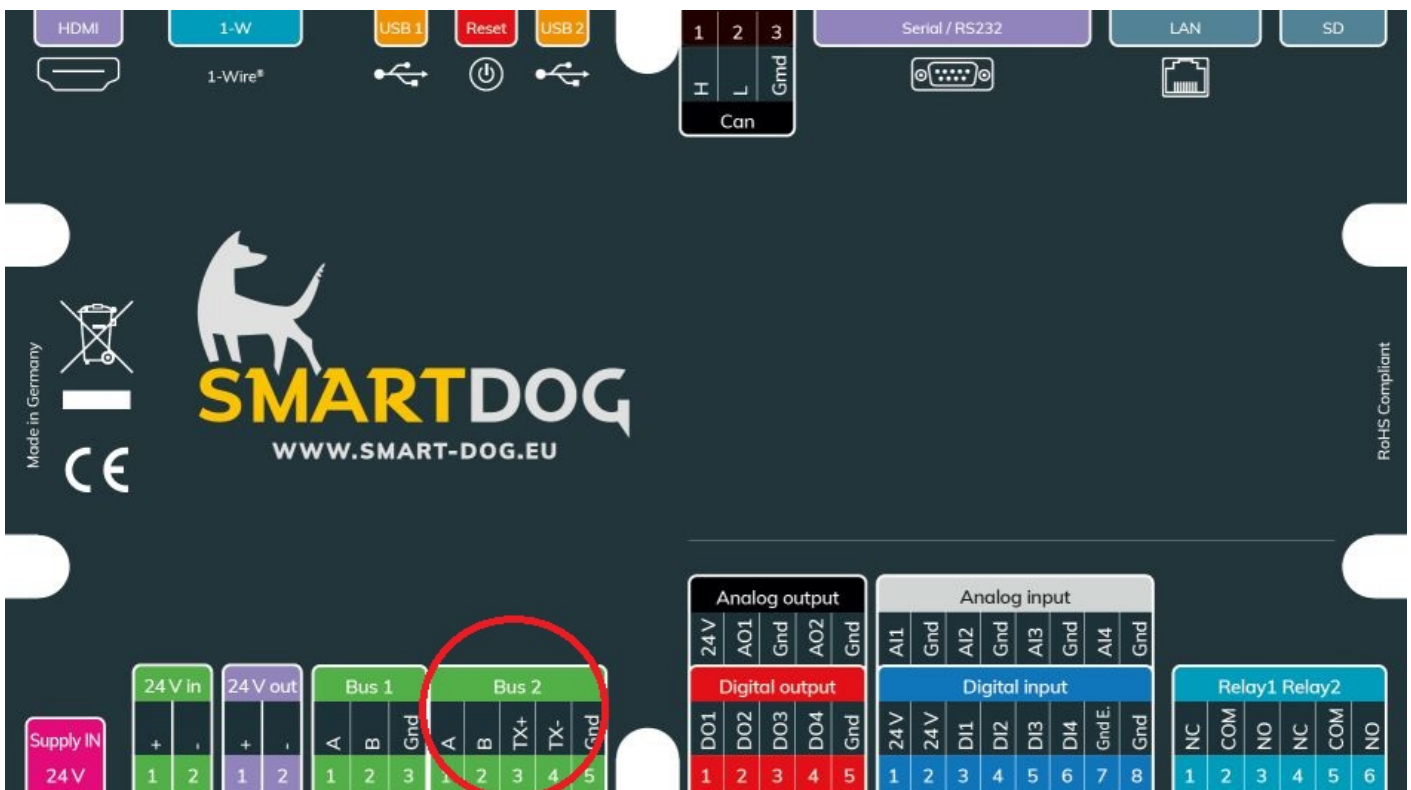 HDMI
1-W
USB 1
Reset
USB 2
1 2 3
Serial / RS232
LAN
SD
1-Wire®
H L Gmd
Can
Made in Germany
CE
SMARTDOG
WWW.SMART-DOG.EU
RoHS Compliant
Supply IN
24 V
24 V in
+ -
1 2
24 V out
+ -
1 2
Bus 1
A B Gnd
1 2 3
Bus 2
A B TX+ TX- Gnd
1 2 3 4 5
Analog output
24 V AO1 Gnd AO2 Gnd
Digital output
DO1 DO2 DO3 DO4 Gnd
1 2 3 4 5
Analog input
AI1 Gnd AI2 Gnd AI3 Gnd AI4 Gnd
Digital input
24 V 24 V DI1 DI2 DI3 DI4 Gnd E. Gnd
1 2 3 4 5 6 7 8
Relay1 Relay2
NC COM NO NC COM NO
1 2 3 4 5 6